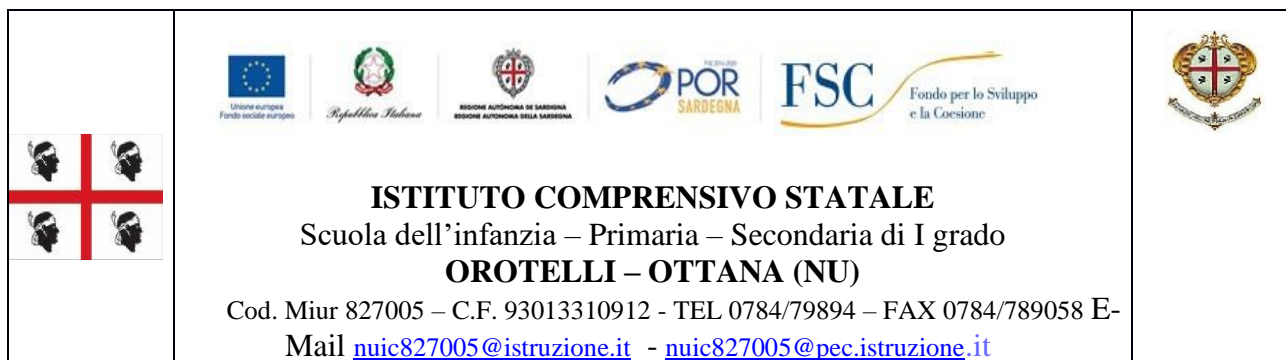 Unione europea
Fondo sociale europeo
Repubblica Italiana
REGIONE AUTÒNOMA DE SARDIGNA
REGIONE AUTONOMA DELLA SARDEGNA
POR
SARDEGNA
FSC
Fondo per lo Sviluppo
e la Coesione
ISTITUTO COMPRENSIVO STATALE
Scuola dell’infanzia – Primaria – Secondaria di I grado
OROTELLI – OTTANA (NU)
Cod. Miur 827005 – C.F. 93013310912 - TEL 0784/79894 – FAX 0784/789058 E-
Mail nuic827005@istruzione.it - nuic827005@pec.istruzione.it